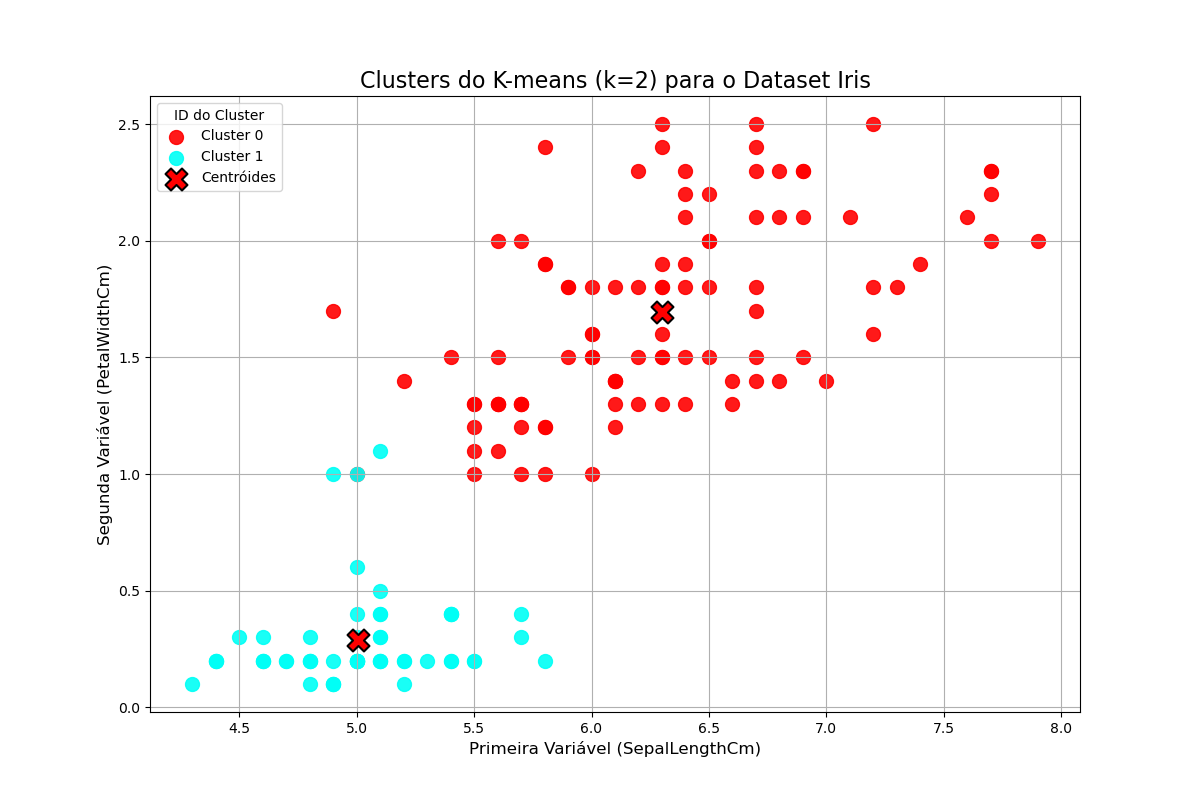 Clusters do K-means (k=2) para o Dataset Iris
ID do Cluster
Cluster 0
Cluster 1
Centróides
2.5
2.0
1.5
1.0
0.5
0.0
Segunda Variável (PetalWidthCm)
4.5 5.0 5.5 6.0 6.5 7.0 7.5 8.0
Primeira Variável (SepalLengthCm)